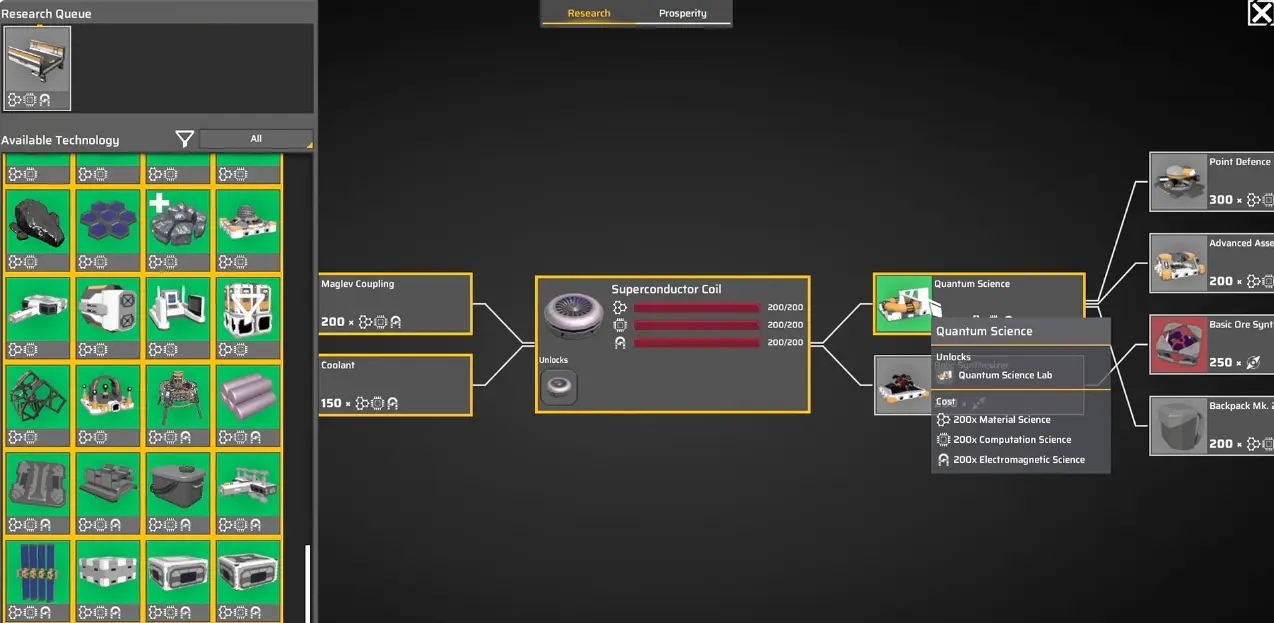 Research Queue
Research
Prosperity
Available Technology
All
Maglev Coupling
200 ×
Coolant
150 ×
Superconductor Coil
200/200
200/200
200/200
Unlocks
Quantum Science
Quantum Science
Unlocks
Quantum Science Lab
Cost
200x Material Science
200x Computation Science
200x Electromagnetic Science
Point Defence
300 ×
Advanced Asse
200 ×
Basic Ore Synt
250 ×
Backpack Mk. 2
200 ×